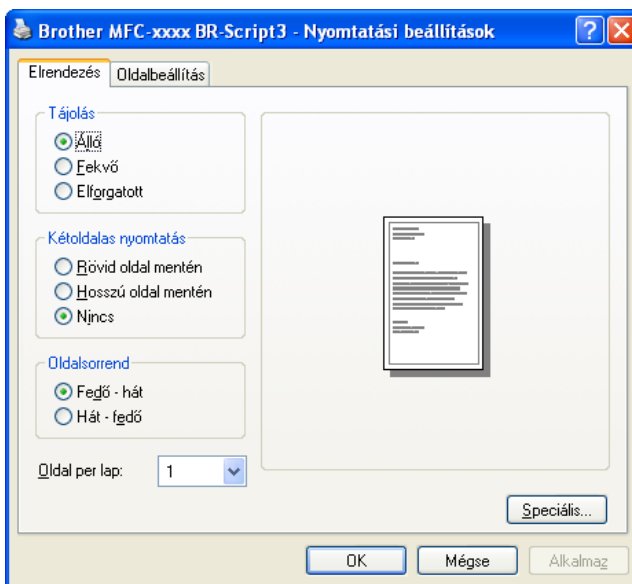 Brother MFC-xxxx BR-Script3 - Nyomtatási beállítások
Elrendezés Oldalbeállítás
Tájolás
Álló
Fekvő
Elforgatott
Kétoldalas nyomtatás
Rövid oldal mentén
Hosszú oldal mentén
Nincs
Oldalsorrend
Fedő - hát
Hát - fedő
Oldal per lap: 1
Speciális...
OK Mégse Alkalmaz